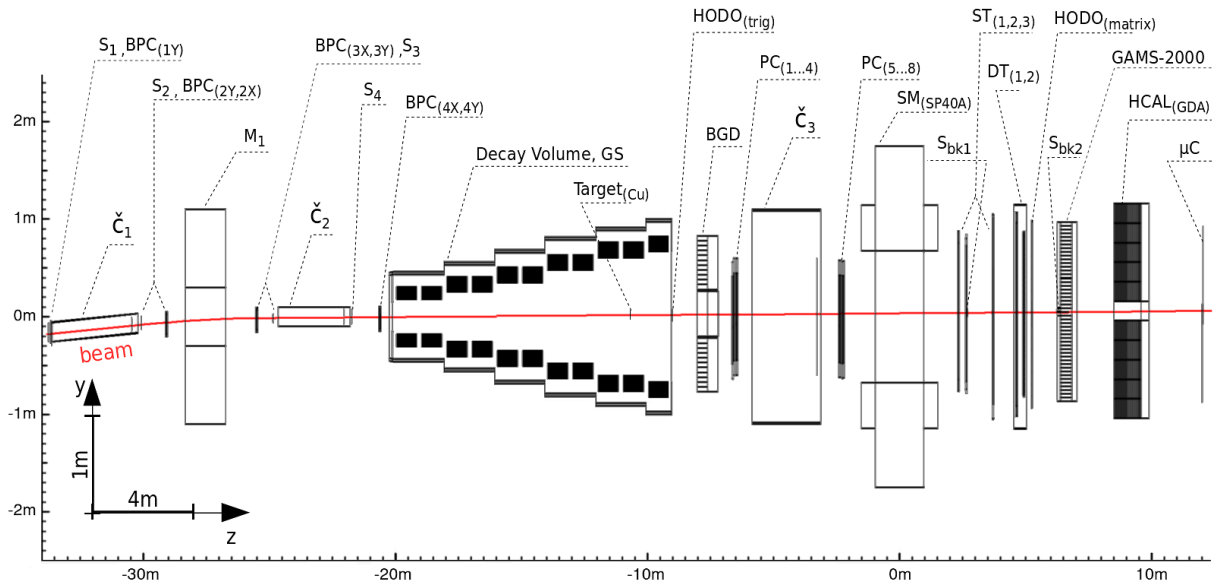 HODO(trig)
ST(1,2,3)
HODO(matrix)
S1 ,BPC(1Y)
BPC(3X,3Y) ,S3
GAMS-2000
PC(1...4)
PC(5...8)
DT(1,2)
S2 , BPC(2Y,2X)
S4
BPC(4X,4Y)
SM(SP40A)
HCAL(GDA)
2m
M1
BGD
Č3
Sbk1
Sbk2
μC
Decay Volume, GS
Target(Cu)
1m
Č1
Č2
0m
beam
y
-1m
1m
4m
-2m
z
-30m
-20m
-10m
0m
10m